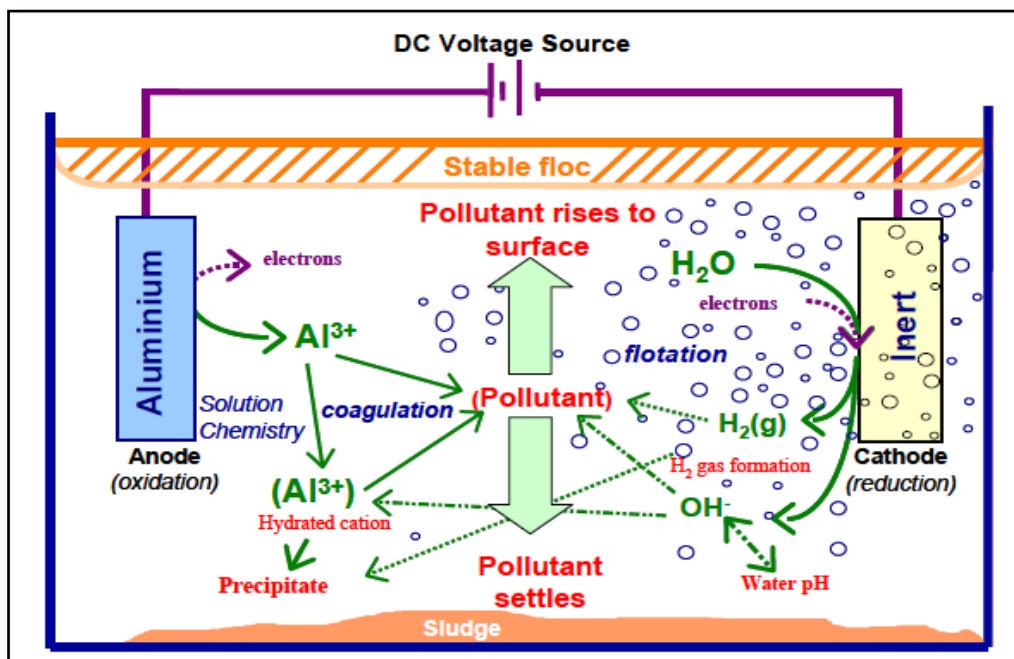 DC Voltage Source
Stable floc
Pollutant rises to
surface
Aluminium
electrons
Al³⁺
Solution
Chemistry
coagulation
(Pollutant)
flotation
H₂O
electrons
Inert
H₂(g)
H₂ gas formation
Anode
(oxidation)
Cathode
(reduction)
(Al³⁺)
Hydrated cation
OH⁻
Precipitate
Pollutant
settles
Water pH
Sludge